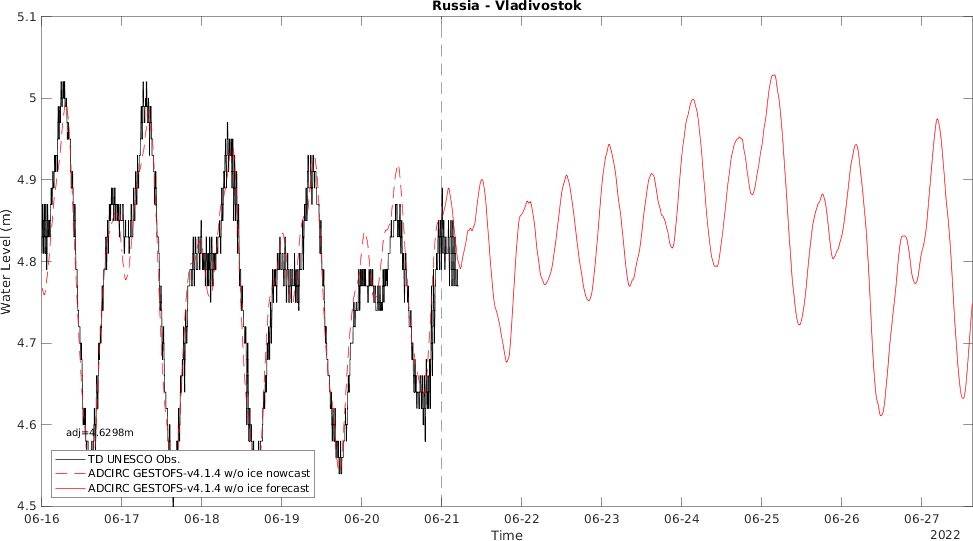 Russia - Vladivostok
5.1
5
4.9
4.8
4.7
4.6
4.5
Water Level (m)
adj=4.6298m
TD UNESCO Obs.
ADCIRC GESTOFS-v4.1.4 w/o ice nowcast
ADCIRC GESTOFS-v4.1.4 w/o ice forecast
06-16 06-17 06-18 06-19 06-20 06-21 06-22 06-23 06-24 06-25 06-26 06-27
Time
2022